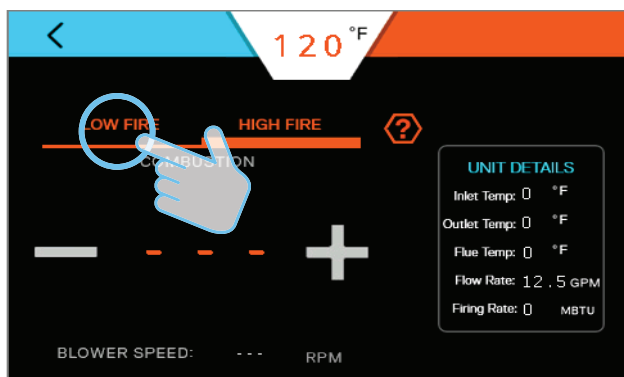 120 °F
LOW FIRE HIGH FIRE ?
COMBUSTION
UNIT DETAILS
Inlet Temp: 0 °F
Outlet Temp: 0 °F
Flue Temp: 0 °F
- - -
Flow Rate: 12.5 GPM
Firing Rate: 0 MBTU
BLOWER SPEED: --- RPM